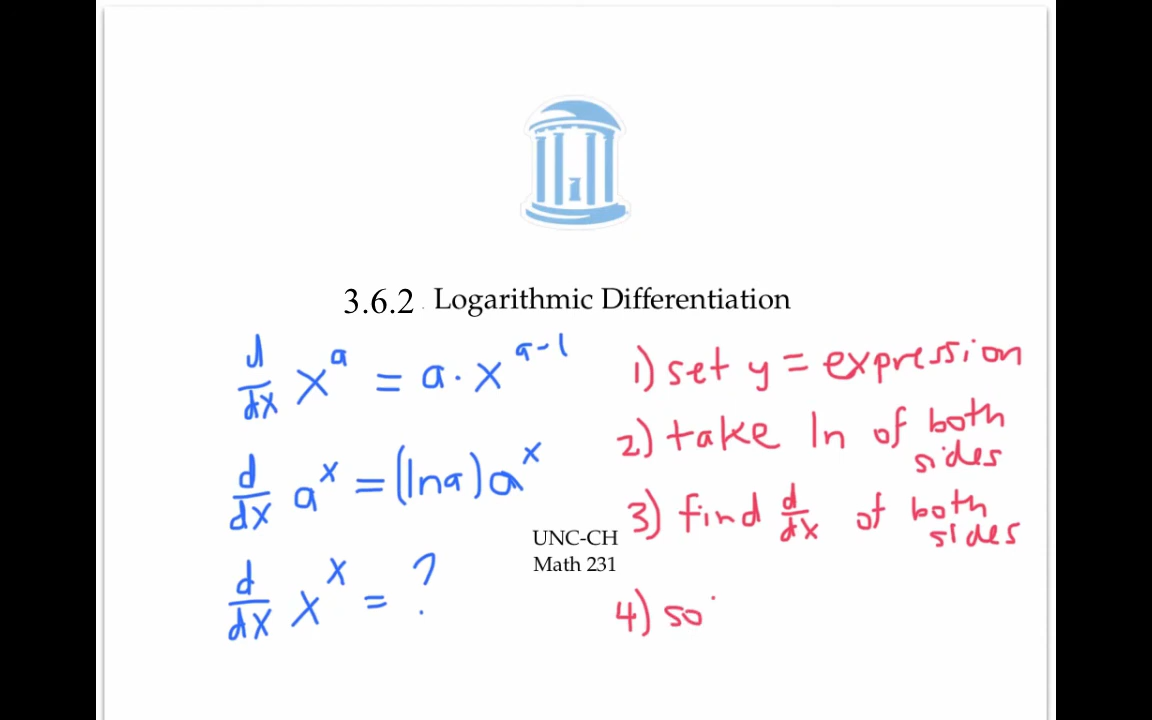 3.6.2 Logarithmic Differentiation
d/dx x^a = a · x^(a-1)
d/dx a^x = (ln a) a^x
d/dx x^x = ?
UNC-CH
Math 231
1) set y = expression
2) take ln of both
sides
3) find d/dx of both
sides
4) so